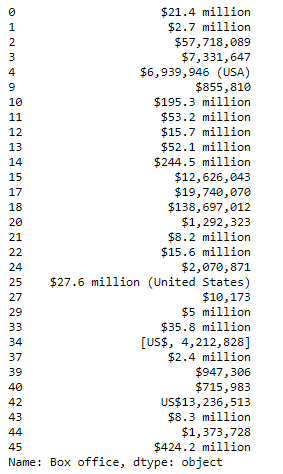 0 $21.4 million
1 $2.7 million
2 $57,718,089
3 $7,331,647
4 $6,939,946 (USA)
9 $855,810
10 $195.3 million
11 $53.2 million
12 $15.7 million
13 $52.1 million
14 $244.5 million
15 $12,626,043
17 $19,740,070
18 $138,697,012
20 $1,292,323
21 $8.2 million
22 $15.6 million
24 $2,070,871
25 $27.6 million (United States)
27 $10,173
29 $5 million
33 $35.8 million
34 [US$, 4,212,828]
37 $2.4 million
39 $947,306
40 $715,983
42 US$13,236,513
43 $8.3 million
44 $1,373,728
45 $424.2 million
Name: Box office, dtype: object